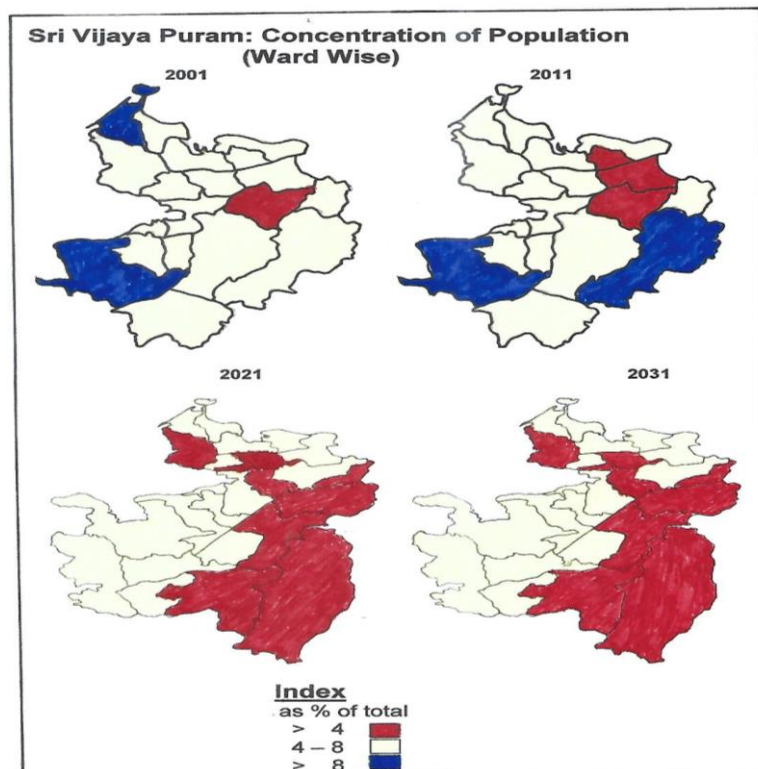 Sri Vijaya Puram: Concentration of Population
(Ward Wise)
2001
2011
2021
2031
Index
as % of total
> 4
4 – 8
> 8